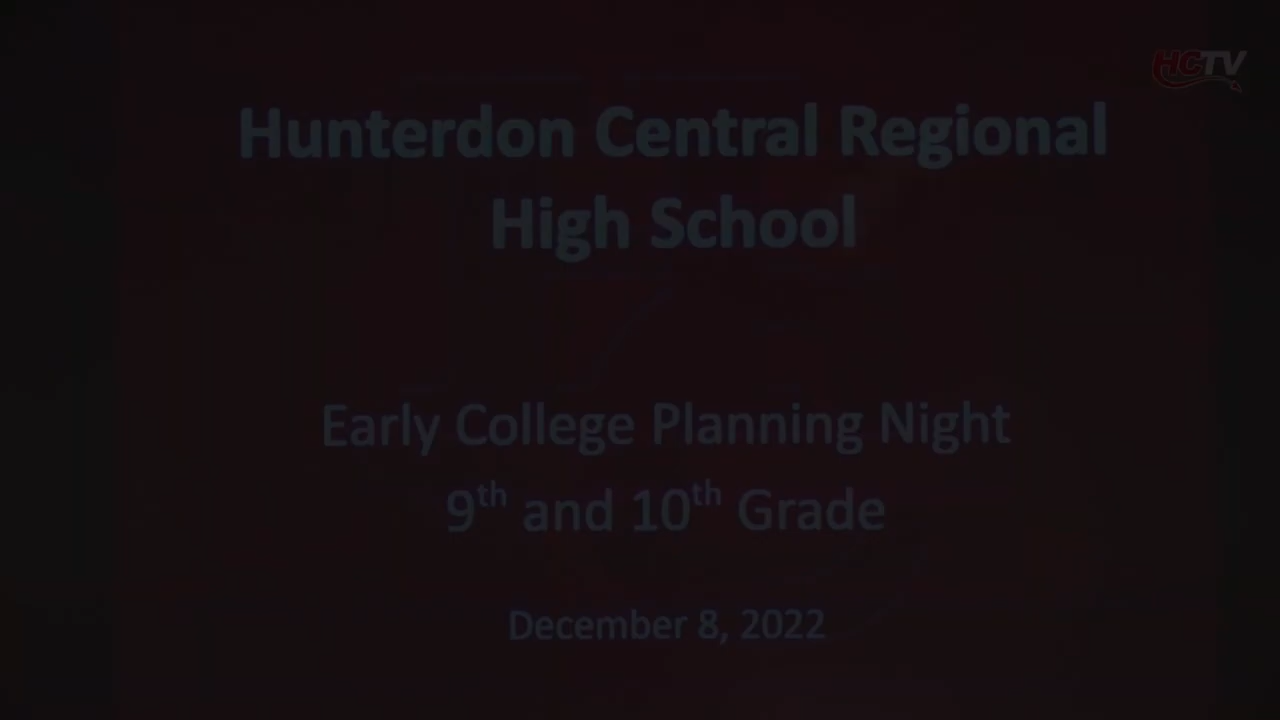 HCTV
Hunterdon Central Regional
High School
Early College Planning Night
9th and 10th Grade
December 8, 2022